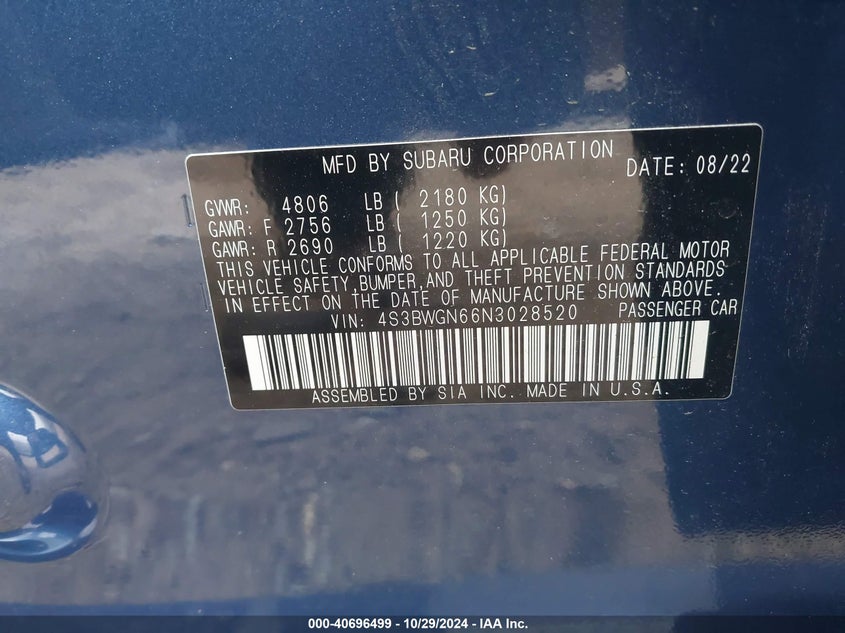 MFD BY SUBARU CORPORATION DATE: 08/22
GVWR: 4806 LB ( 2180 KG)
GAWR: F 2756 LB ( 1250 KG)
GAWR: R 2690 LB ( 1220 KG)
THIS VEHICLE CONFORMS TO ALL APPLICABLE FEDERAL MOTOR
VEHICLE SAFETY,BUMPER,AND THEFT PREVENTION STANDARDS
IN EFFECT ON THE DATE OF MANUFACTURE SHOWN ABOVE.
VIN: 4S3BWGN66N3028520 PASSENGER CAR
ASSEMBLED BY SIA INC. MADE IN U.S.A.
000-40696499 - 10/29/2024 - IAA Inc.